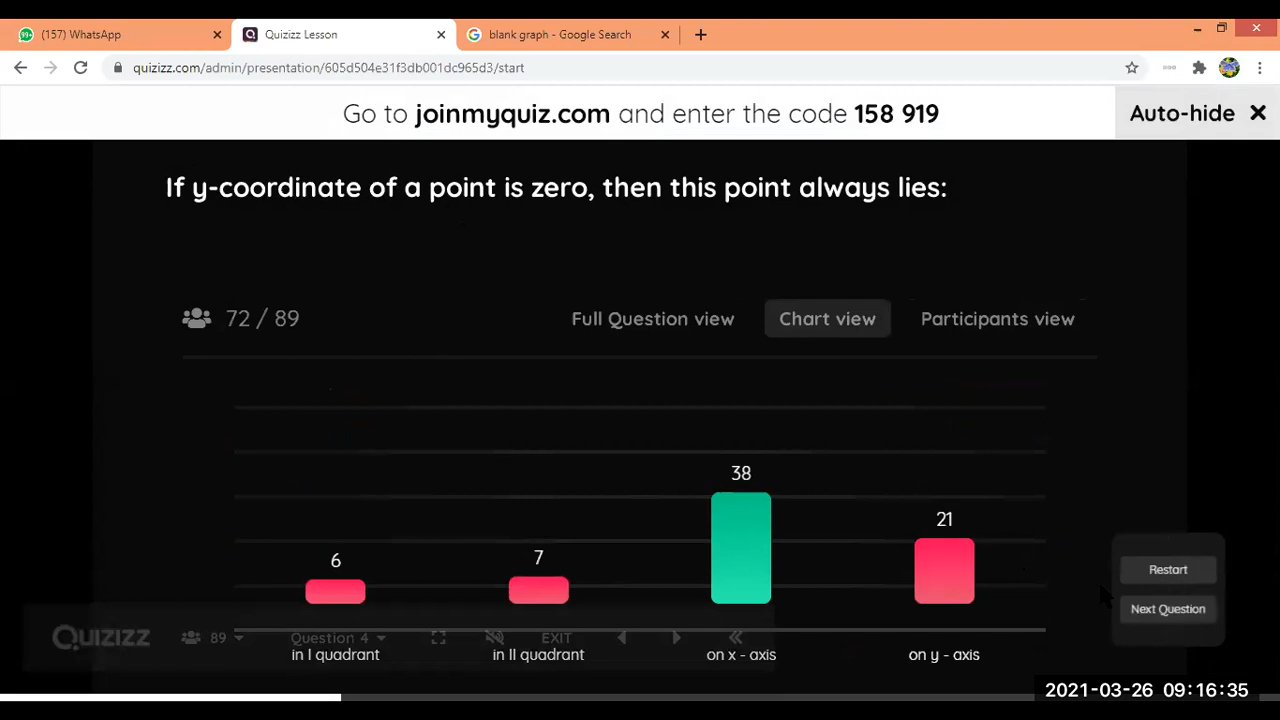 99+ (157) WhatsApp
Quizizz Lesson
blank graph - Google Search
quizizz.com/admin/presentation/605d504e31f3db001dc965d3/start
Go to joinmyquiz.com and enter the code 158 919
Auto-hide
If y-coordinate of a point is zero, then this point always lies:
72 / 89
Full Question view
Chart view
Participants view
6
7
38
21
Restart
Next Question
Quizizz
89
Question 4
EXIT
in I quadrant
in II quadrant
on x - axis
on y - axis
2021-03-26 09:16:35